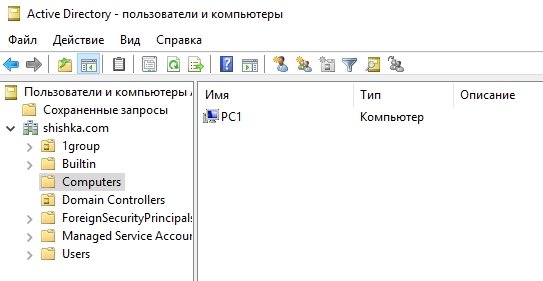 Active Directory - пользователи и компьютеры
Файл Действие Вид Справка
Пользователи и компьютеры A
Сохраненные запросы
shishka.com
1group
Builtin
Computers
Domain Controllers
ForeignSecurityPrincipals
Managed Service Accour
Users
Имя Тип Описание
PC1 Компьютер